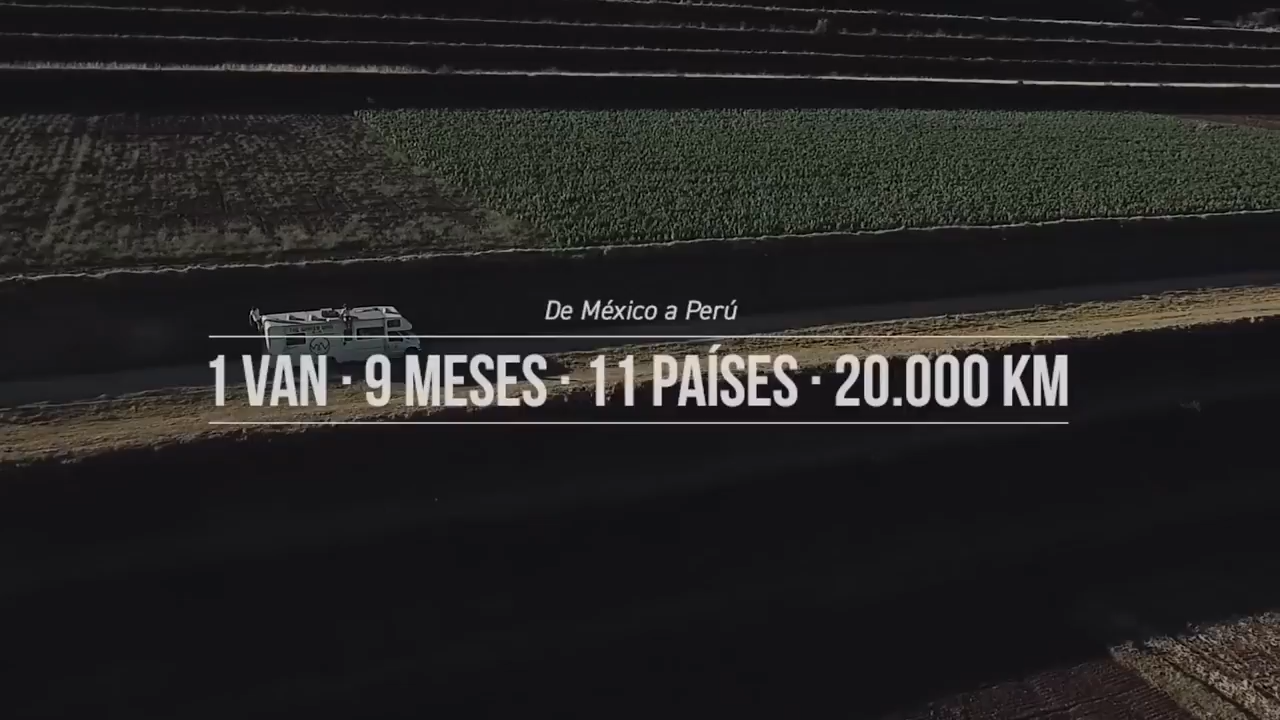 De México a Perú
1 VAN · 9 MESES · 11 PAÍSES · 20.000 KM